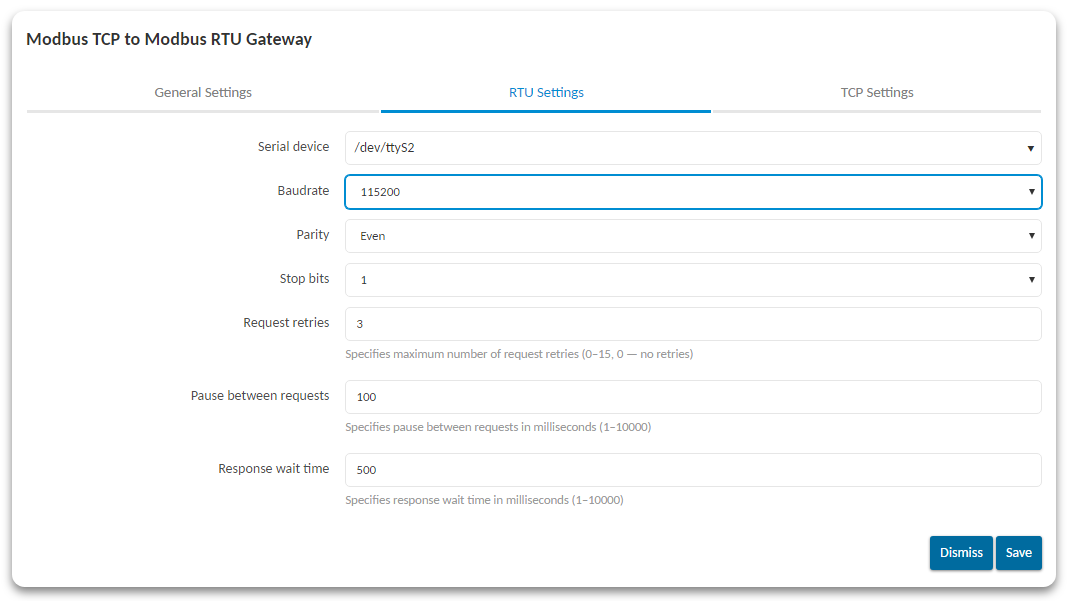 Modbus TCP to Modbus RTU Gateway
General Settings RTU Settings TCP Settings
Serial device /dev/ttyS2
Baudrate 115200
Parity Even
Stop bits 1
Request retries 3
Specifies maximum number of request retries (0–15, 0 — no retries)
Pause between requests 100
Specifies pause between requests in milliseconds (1–10000)
Response wait time 500
Specifies response wait time in milliseconds (1–10000)
Dismiss Save